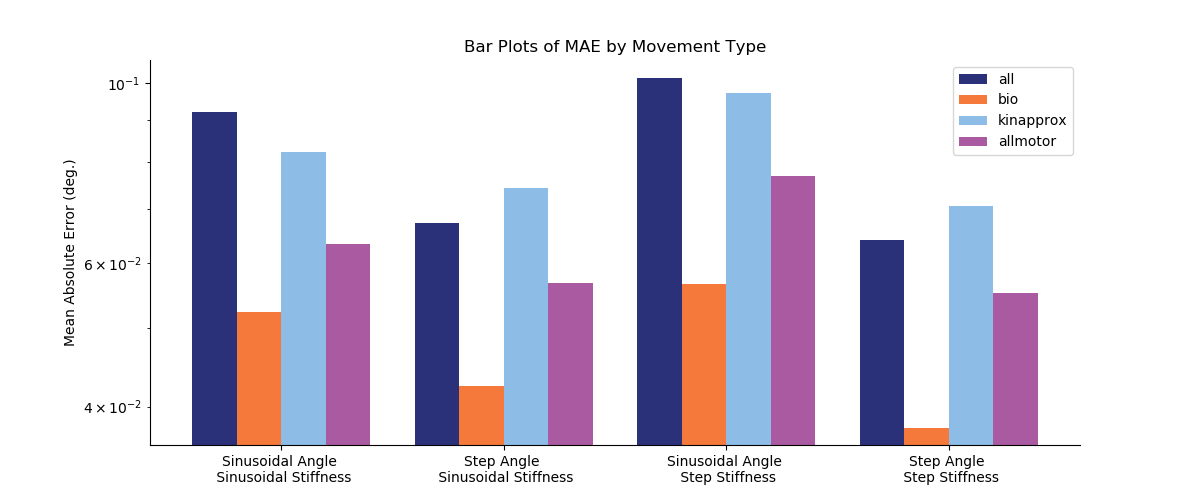 Bar Plots of MAE by Movement Type
Mean Absolute Error (deg.)
10⁻¹
6 × 10⁻²
4 × 10⁻²
all
bio
kinapprox
allmotor
Sinusoidal Angle
Sinusoidal Stiffness
Step Angle
Sinusoidal Stiffness
Sinusoidal Angle
Step Stiffness
Step Angle
Step Stiffness